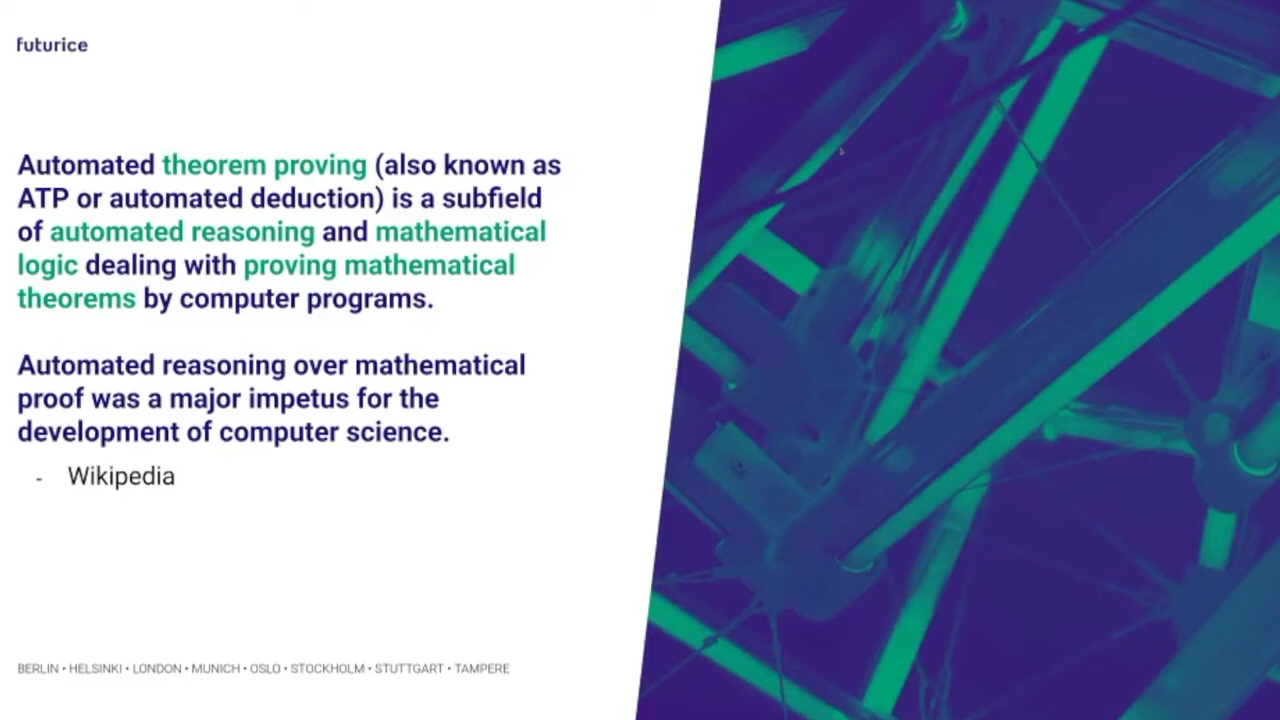 futurice
Automated theorem proving (also known as
ATP or automated deduction) is a subfield
of automated reasoning and mathematical
logic dealing with proving mathematical
theorems by computer programs.
Automated reasoning over mathematical
proof was a major impetus for the
development of computer science.
- Wikipedia
BERLIN • HELSINKI • LONDON • MUNICH • OSLO • STOCKHOLM • STUTTGART • TAMPERE